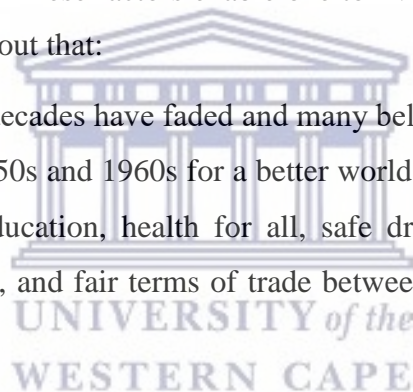 out that:
decades have faded and many bel
50s and 1960s for a better world
ducation, health for all, safe dr
, and fair terms of trade betwee
UNIVERSITY of the
WESTERN CAPE